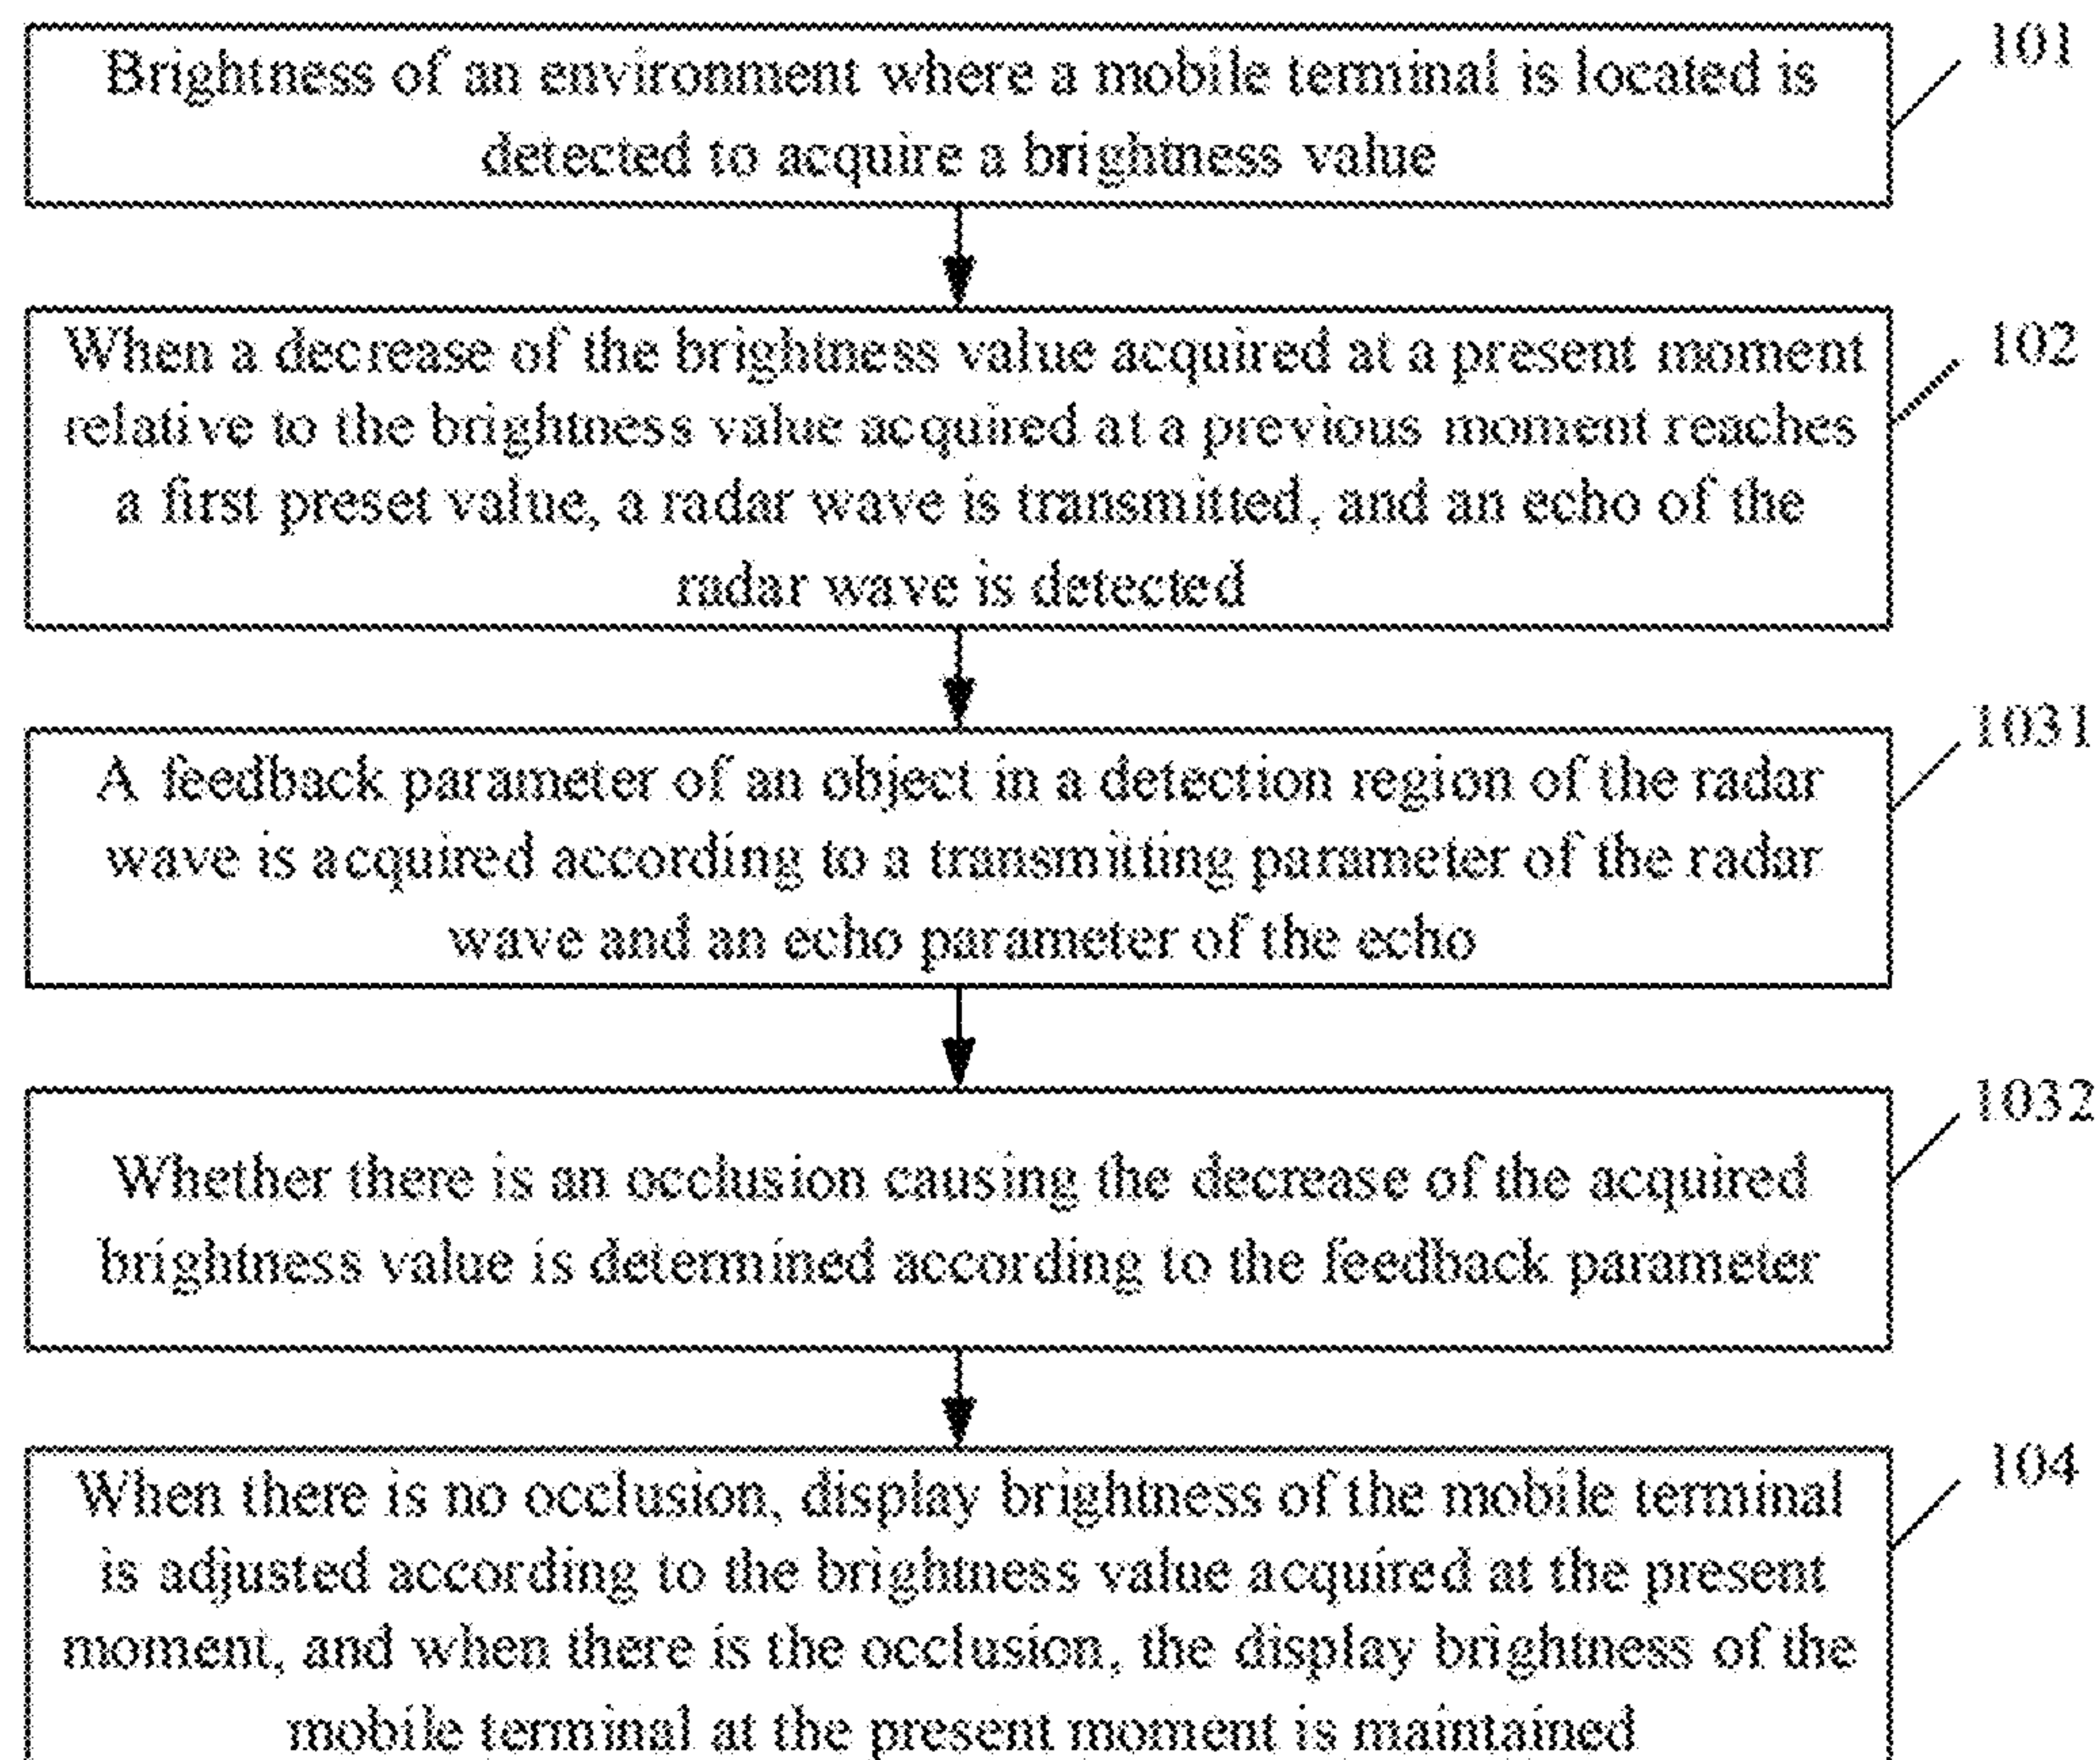 Brightness of an environment where a mobile terminal is located is
detected to acquire a brightness value
101
When a decrease of the brightness value acquired at a present moment
relative to the brightness value acquired at a previous moment reaches
a first preset value, a radar wave is transmitted, and an echo of the
radar wave is detected
102
A feedback parameter of an object in a detection region of the radar
wave is acquired according to a transmitting parameter of the radar
wave and an echo parameter of the echo
1031
Whether there is an occlusion causing the decrease of the acquired
brightness value is determined according to the feedback parameter
1032
When there is no occlusion, display brightness of the mobile terminal
is adjusted according to the brightness value acquired at the present
moment, and when there is the occlusion, the display brightness of the
mobile terminal at the present moment is maintained
104